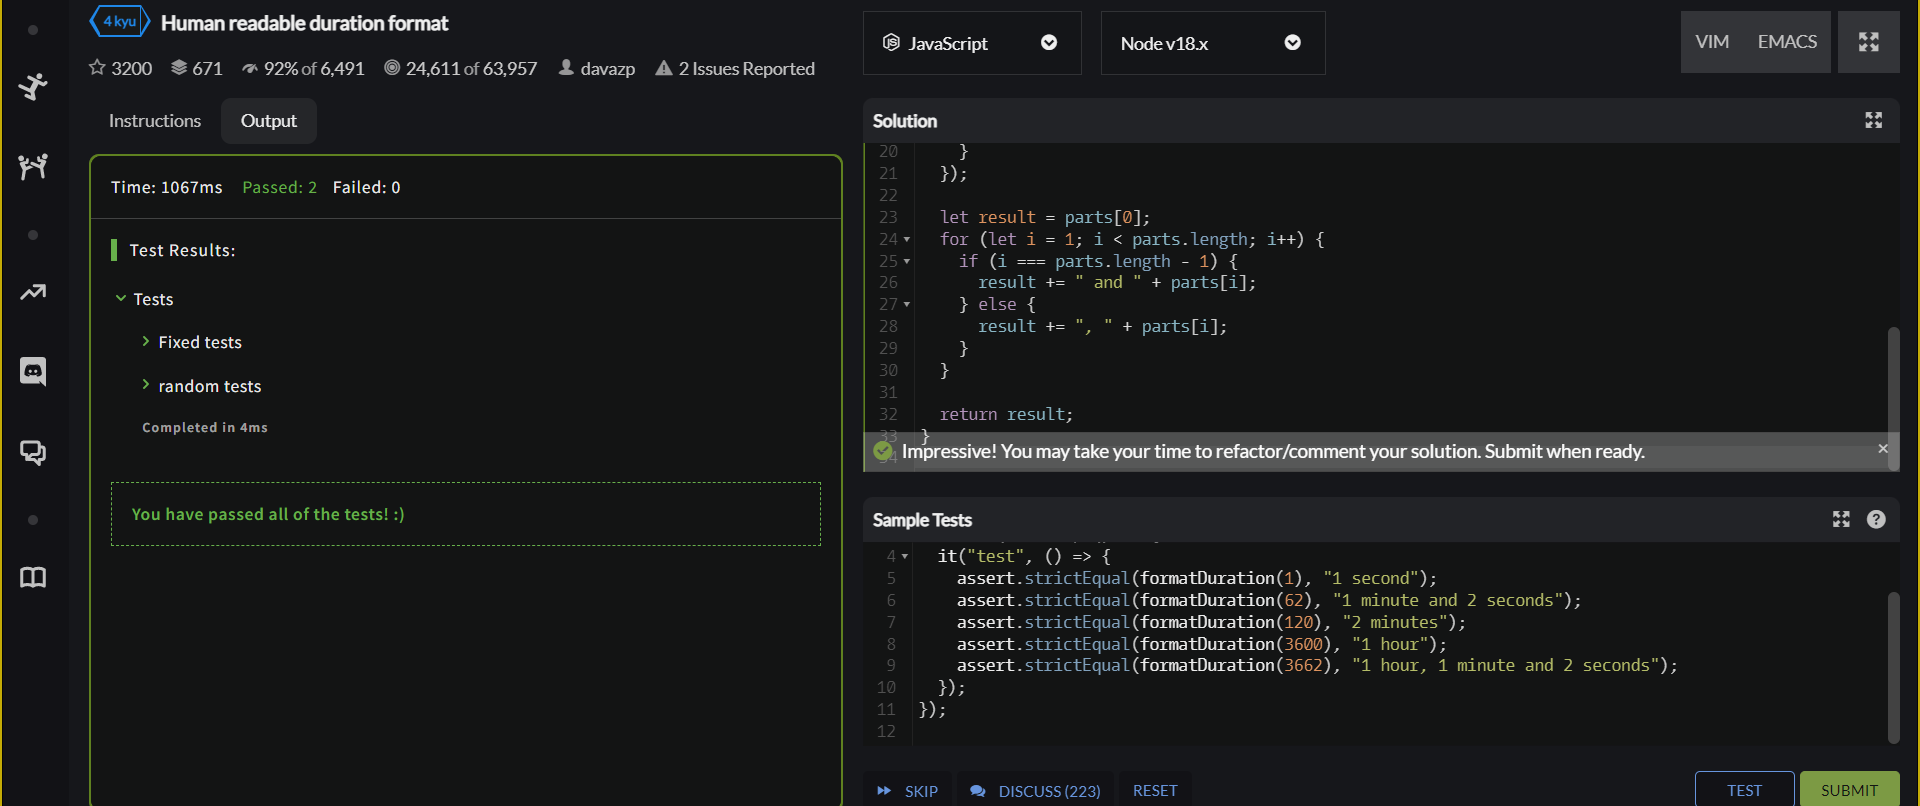 4 kyu Human readable duration format
3200 671 92% of 6,491 24,611 of 63,957 davazp 2 Issues Reported
Instructions Output
Time: 1067ms Passed: 2 Failed: 0
Test Results:
Tests
Fixed tests
random tests
Completed in 4ms
You have passed all of the tests! :)
JavaScript Node v18.x VIM EMACS
Solution
20 }
21 });
22
23 let result = parts[0];
24 for (let i = 1; i < parts.length; i++) {
25 if (i === parts.length - 1) {
26 result += " and " + parts[i];
27 } else {
28 result += ", " + parts[i];
29 }
30 }
31
32 return result;
33 }
34
Impressive! You may take your time to refactor/comment your solution. Submit when ready. ×
Sample Tests ?
4 it("test", () => {
5 assert.strictEqual(formatDuration(1), "1 second");
6 assert.strictEqual(formatDuration(62), "1 minute and 2 seconds");
7 assert.strictEqual(formatDuration(120), "2 minutes");
8 assert.strictEqual(formatDuration(3600), "1 hour");
9 assert.strictEqual(formatDuration(3662), "1 hour, 1 minute and 2 seconds");
10 });
11 });
12
SKIP DISCUSS (223) RESET TEST SUBMIT